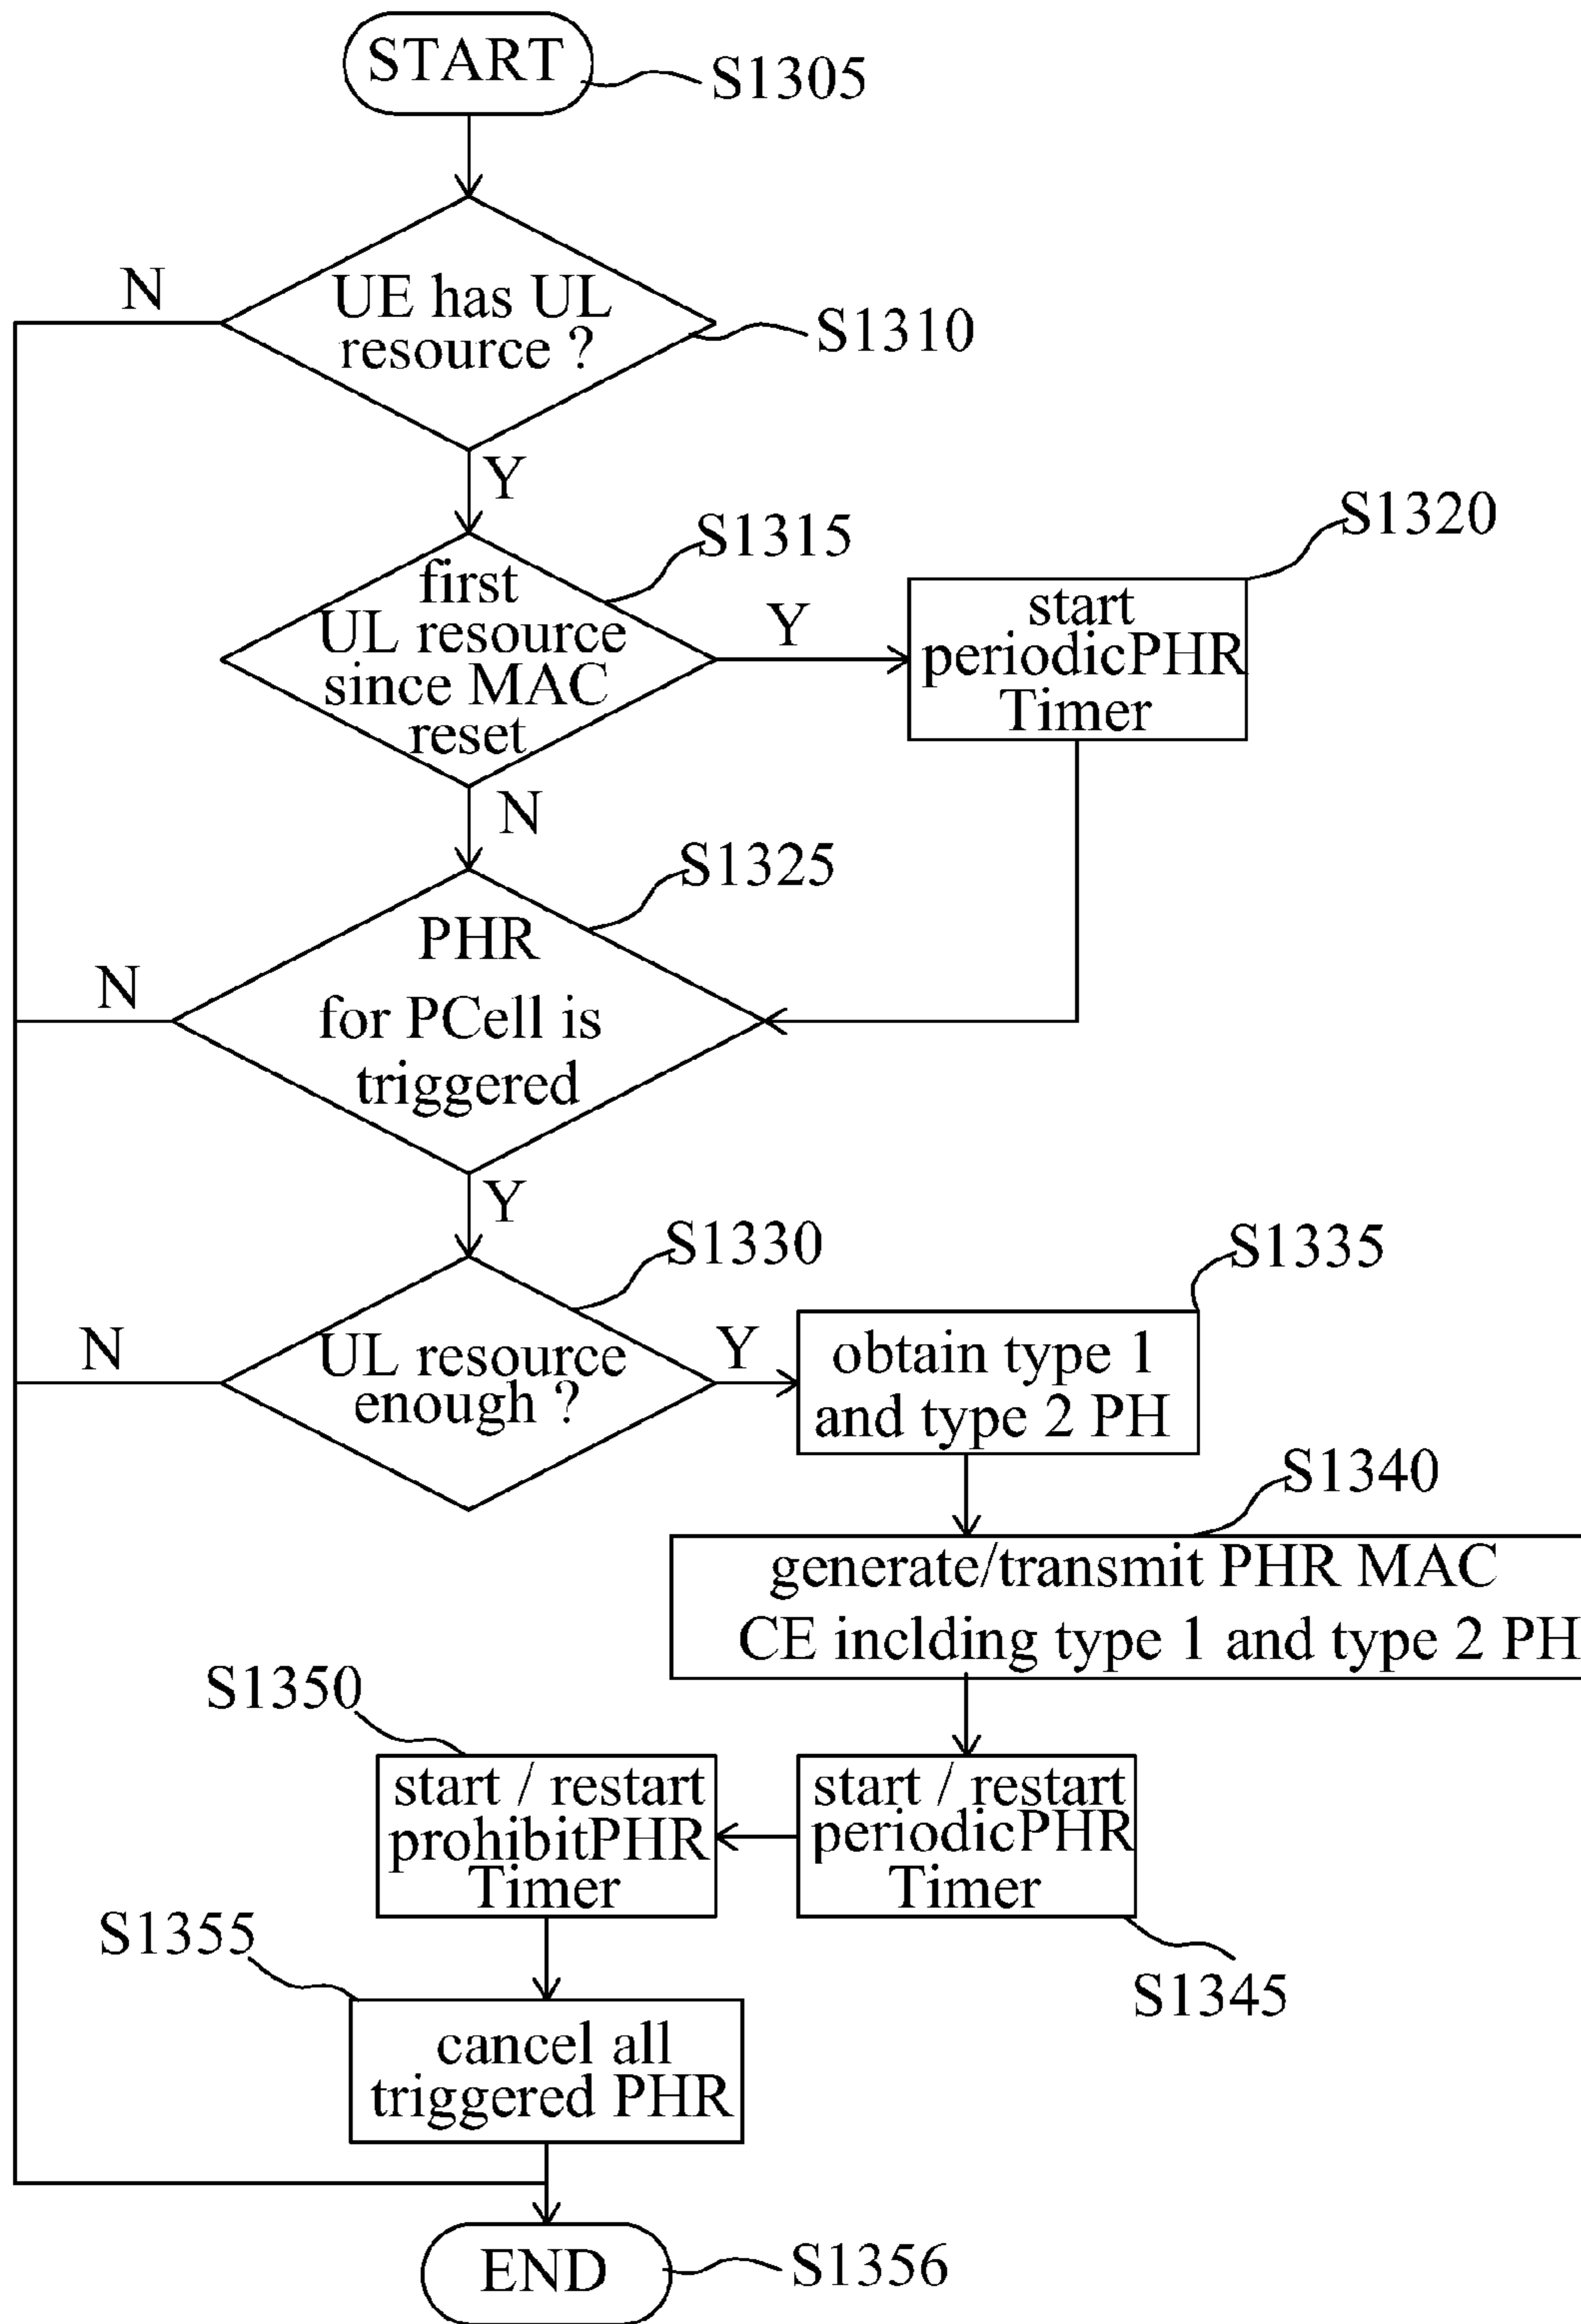 START
S1305
UE has UL
resource ?
S1310
N
Y
first
UL resource
since MAC
reset
S1315
Y
S1320
start
periodicPHR
Timer
N
PHR
for PCell is
triggered
S1325
N
Y
UL resource
enough ?
S1330
N
Y
S1335
obtain type 1
and type 2 PH
S1340
generate/transmit PHR MAC
CE inclding type 1 and type 2 PH
S1350
start / restart
prohibitPHR
Timer
start / restart
periodicPHR
Timer
S1345
S1355
cancel all
triggered PHR
END
S1356